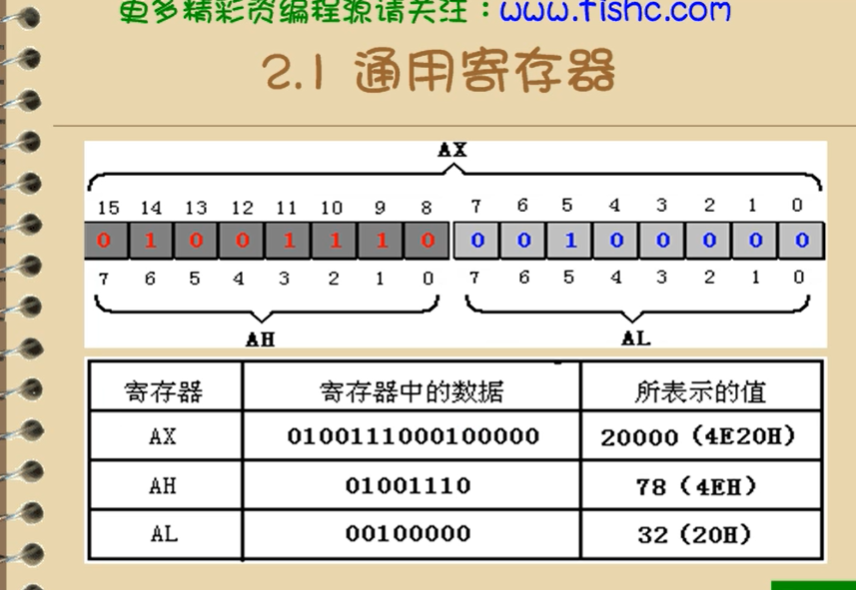 更多精彩资编程源请关注：www.fishc.com
2.1 通用寄存器
AX
15 14 13 12 11 10 9 8 7 6 5 4 3 2 1 0
0 1 0 0 1 1 1 0 0 0 1 0 0 0 0 0
7 6 5 4 3 2 1 0 7 6 5 4 3 2 1 0
AH AL
寄存器 寄存器中的数据 所表示的值
AX 0100111000100000 20000（4E20H）
AH 01001110 78（4EH）
AL 00100000 32（20H）